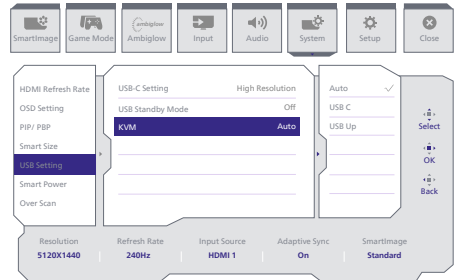 SmartImage
Game Mode
ambiglow
Ambiglow
Input
Audio
System
Setup
Close
HDMI Refresh Rate
OSD Setting
PIP/ PBP
Smart Size
USB Setting
Smart Power
Over Scan
USB-C Setting High Resolution
USB Standby Mode Off
KVM Auto
Auto ✓
USB C
USB Up
Select
OK
Back
Resolution Refresh Rate Input Source Adaptive Sync SmartImage
5120X1440 240Hz HDMI 1 On Standard